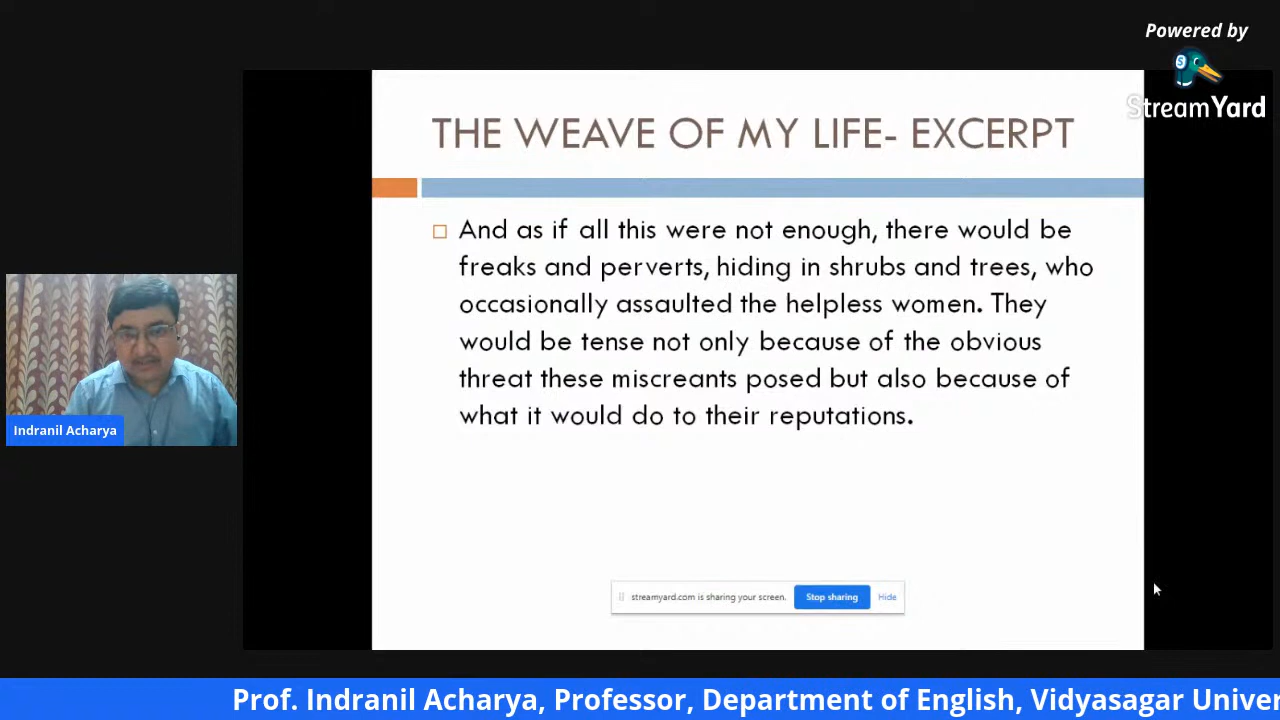 Powered by
StreamYard
THE WEAVE OF MY LIFE- EXCERPT
And as if all this were not enough, there would be
freaks and perverts, hiding in shrubs and trees, who
occasionally assaulted the helpless women. They
would be tense not only because of the obvious
threat these miscreants posed but also because of
what it would do to their reputations.
Indranil Acharya
streamyard.com is sharing your screen. Stop sharing Hide
Prof. Indranil Acharya, Professor, Department of English, Vidyasagar Univer